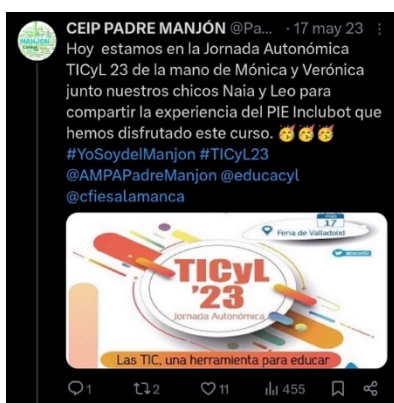 CEIP PADRE MANJÓN @Pa... · 17 may 23
Hoy estamos en la Jornada Autonómica
TICyL 23 de la mano de Mónica y Verónica
junto nuestros chicos Naia y Leo para
compartir la experiencia del PIE Inclubot que
hemos disfrutado este curso. 🥳🥳🥳
#YoSoydelManjon #TICyL23
@AMPAPadreManjon @educacyl
@cfiesalamanca
MANJÓN
17
Feria de Valladolid
TICyL
'23
Jornada Autonómica
Las TIC, una herramienta para educar
1 2 11 455